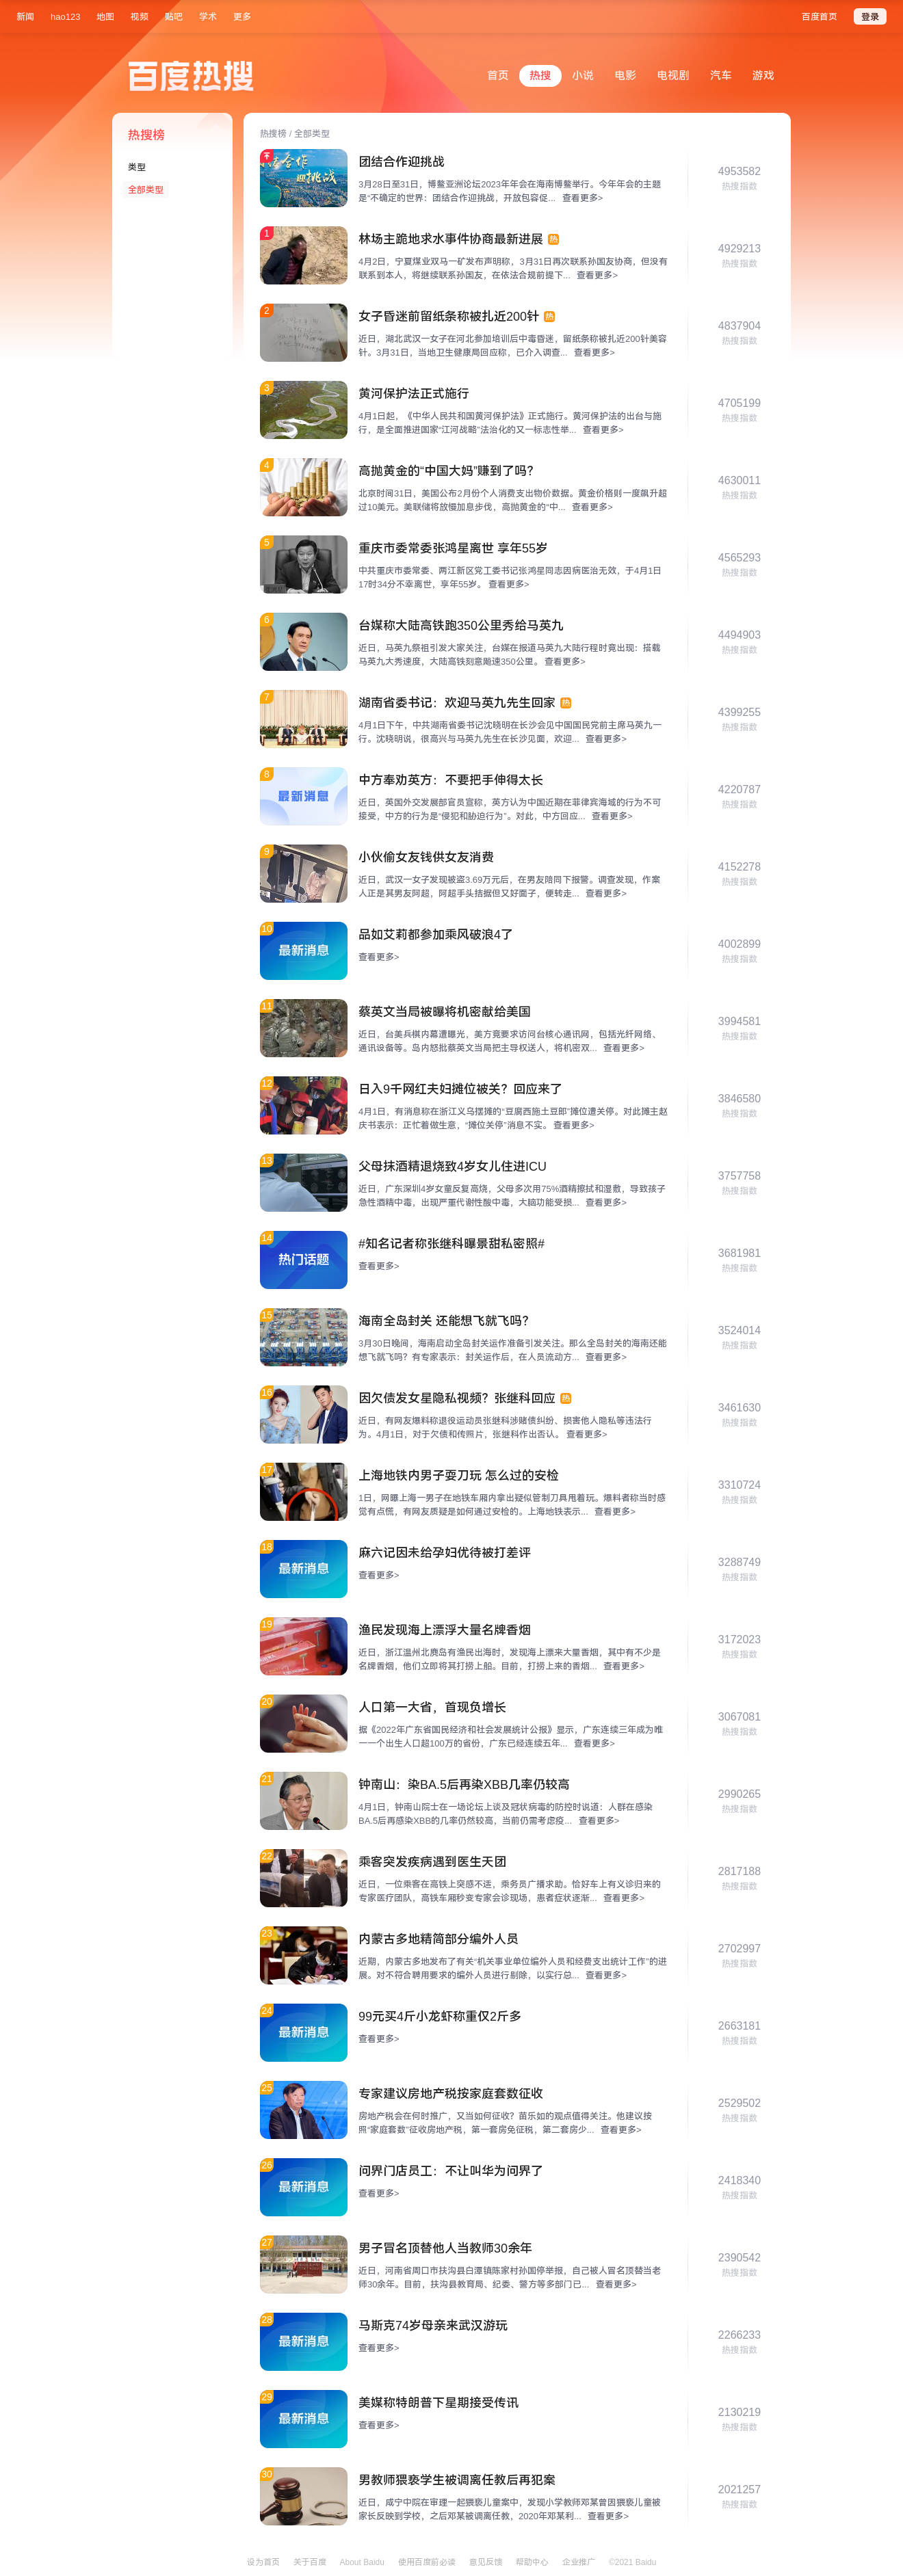 新闻 hao123 地图 视频 贴吧 学术 更多 百度首页 登录
百度热搜 首页 热搜 小说 电影 电视剧 汽车 游戏
热搜榜
类型
全部类型
热搜榜 / 全部类型
团结合作迎挑战
3月28日至31日，博鳌亚洲论坛2023年年会在海南博鳌举行。今年年会的主题
是“不确定的世界：团结合作迎挑战，开放包容促... 查看更多>
4953582
热搜指数
1
林场主跪地求水事件协商最新进展 热
4月2日，宁夏煤业双马一矿发布声明称，3月31日再次联系孙国友协商，但没有
联系到本人，将继续联系孙国友，在依法合规前提下... 查看更多>
4929213
热搜指数
2
女子昏迷前留纸条称被扎近200针 热
近日，湖北武汉一女子在河北参加培训后中毒昏迷，留纸条称被扎近200针美容
针。3月31日，当地卫生健康局回应称，已介入调查... 查看更多>
4837904
热搜指数
3
黄河保护法正式施行
4月1日起，《中华人民共和国黄河保护法》正式施行。黄河保护法的出台与施
行，是全面推进国家“江河战略”法治化的又一标志性举... 查看更多>
4705199
热搜指数
4
高抛黄金的“中国大妈”赚到了吗？
北京时间31日，美国公布2月份个人消费支出物价数据。黄金价格则一度飙升超
过10美元。美联储将放慢加息步伐，高抛黄金的“中... 查看更多>
4630011
热搜指数
5
重庆市委常委张鸿星离世 享年55岁
中共重庆市委常委、两江新区党工委书记张鸿星同志因病医治无效，于4月1日
17时34分不幸离世，享年55岁。 查看更多>
4565293
热搜指数
6
台媒称大陆高铁跑350公里秀给马英九
近日，马英九祭祖引发大家关注，台媒在报道马英九大陆行程时竟出现：搭载
马英九大秀速度，大陆高铁刻意飚速350公里。 查看更多>
4494903
热搜指数
7
湖南省委书记：欢迎马英九先生回家 热
4月1日下午，中共湖南省委书记沈晓明在长沙会见中国国民党前主席马英九一
行。沈晓明说，很高兴与马英九先生在长沙见面，欢迎... 查看更多>
4399255
热搜指数
8
最新消息
中方奉劝英方：不要把手伸得太长
近日，英国外交发展部官员宣称，英方认为中国近期在菲律宾海域的行为不可
接受，中方的行为是“侵犯和胁迫行为”。对此，中方回应... 查看更多>
4220787
热搜指数
9
小伙偷女友钱供女友消费
近日，武汉一女子发现被盗3.69万元后，在男友陪同下报警。调查发现，作案
人正是其男友阿超，阿超手头拮据但又好面子，便转走... 查看更多>
4152278
热搜指数
10
最新消息
品如艾莉都参加乘风破浪4了
查看更多>
4002899
热搜指数
11
蔡英文当局被曝将机密献给美国
近日，台美兵棋内幕遭曝光，美方竟要求访问台核心通讯网，包括光纤网络、
通讯设备等。岛内怒批蔡英文当局把主导权送人，将机密双... 查看更多>
3994581
热搜指数
12
日入9千网红夫妇摊位被关？回应来了
4月1日，有消息称在浙江义乌摆摊的“豆腐西施土豆郎”摊位遭关停。对此摊主赵
庆书表示：正忙着做生意，“摊位关停”消息不实。 查看更多>
3846580
热搜指数
13
父母抹酒精退烧致4岁女儿住进ICU
近日，广东深圳4岁女童反复高烧，父母多次用75%酒精擦拭和湿敷，导致孩子
急性酒精中毒，出现严重代谢性酸中毒，大脑功能受损... 查看更多>
3757758
热搜指数
14
热门话题
#知名记者称张继科曝景甜私密照#
查看更多>
3681981
热搜指数
15
海南全岛封关 还能想飞就飞吗？
3月30日晚间，海南启动全岛封关运作准备引发关注。那么全岛封关的海南还能
想飞就飞吗？有专家表示：封关运作后，在人员流动方... 查看更多>
3524014
热搜指数
16
因欠债发女星隐私视频？张继科回应 热
近日，有网友爆料称退役运动员张继科涉赌债纠纷、损害他人隐私等违法行
为。4月1日，对于欠债和传照片，张继科作出否认。 查看更多>
3461630
热搜指数
17
上海地铁内男子耍刀玩 怎么过的安检
1日，网曝上海一男子在地铁车厢内拿出疑似管制刀具甩着玩。爆料者称当时感
觉有点慌，有网友质疑是如何通过安检的。上海地铁表示... 查看更多>
3310724
热搜指数
18
最新消息
麻六记因未给孕妇优待被打差评
查看更多>
3288749
热搜指数
19
渔民发现海上漂浮大量名牌香烟
近日，浙江温州北麂岛有渔民出海时，发现海上漂来大量香烟，其中有不少是
名牌香烟，他们立即将其打捞上船。目前，打捞上来的香烟... 查看更多>
3172023
热搜指数
20
人口第一大省，首现负增长
据《2022年广东省国民经济和社会发展统计公报》显示，广东连续三年成为唯
一一个出生人口超100万的省份，广东已经连续五年... 查看更多>
3067081
热搜指数
21
钟南山：染BA.5后再染XBB几率仍较高
4月1日，钟南山院士在一场论坛上谈及冠状病毒的防控时说道：人群在感染
BA.5后再感染XBB的几率仍然较高，当前仍需考虑疫... 查看更多>
2990265
热搜指数
22
乘客突发疾病遇到医生天团
近日，一位乘客在高铁上突感不适，乘务员广播求助。恰好车上有义诊归来的
专家医疗团队，高铁车厢秒变专家会诊现场，患者症状逐渐... 查看更多>
2817188
热搜指数
23
内蒙古多地精简部分编外人员
近期，内蒙古多地发布了有关“机关事业单位编外人员和经费支出统计工作”的进
展。对不符合聘用要求的编外人员进行剔除，以实行总... 查看更多>
2702997
热搜指数
24
最新消息
99元买4斤小龙虾称重仅2斤多
查看更多>
2663181
热搜指数
25
专家建议房地产税按家庭套数征收
房地产税会在何时推广，又当如何征收？苗乐如的观点值得关注。他建议按
照“家庭套数”征收房地产税，第一套房免征税，第二套房少... 查看更多>
2529502
热搜指数
26
最新消息
问界门店员工：不让叫华为问界了
查看更多>
2418340
热搜指数
27
男子冒名顶替他人当教师30余年
近日，河南省周口市扶沟县白潭镇陈家村孙国停举报，自己被人冒名顶替当老
师30余年。目前，扶沟县教育局、纪委、警方等多部门已... 查看更多>
2390542
热搜指数
28
最新消息
马斯克74岁母亲来武汉游玩
查看更多>
2266233
热搜指数
29
最新消息
美媒称特朗普下星期接受传讯
查看更多>
2130219
热搜指数
30
男教师猥亵学生被调离任教后再犯案
近日，咸宁中院在审理一起猥亵儿童案中，发现小学教师邓某曾因猥亵儿童被
家长反映到学校，之后邓某被调离任教，2020年邓某利... 查看更多>
2021257
热搜指数
设为首页 关于百度 About Baidu 使用百度前必读 意见反馈 帮助中心 企业推广 ©2021 Baidu